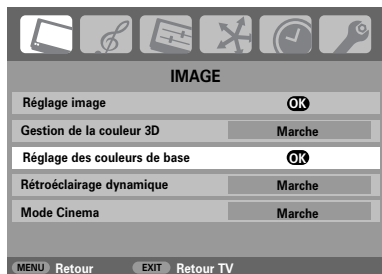 IMAGE
Réglage image OK
Gestion de la couleur 3D Marche
Réglage des couleurs de base OK
Rétroéclairage dynamique Marche
Mode Cinema Marche
MENU Retour EXIT Retour TV